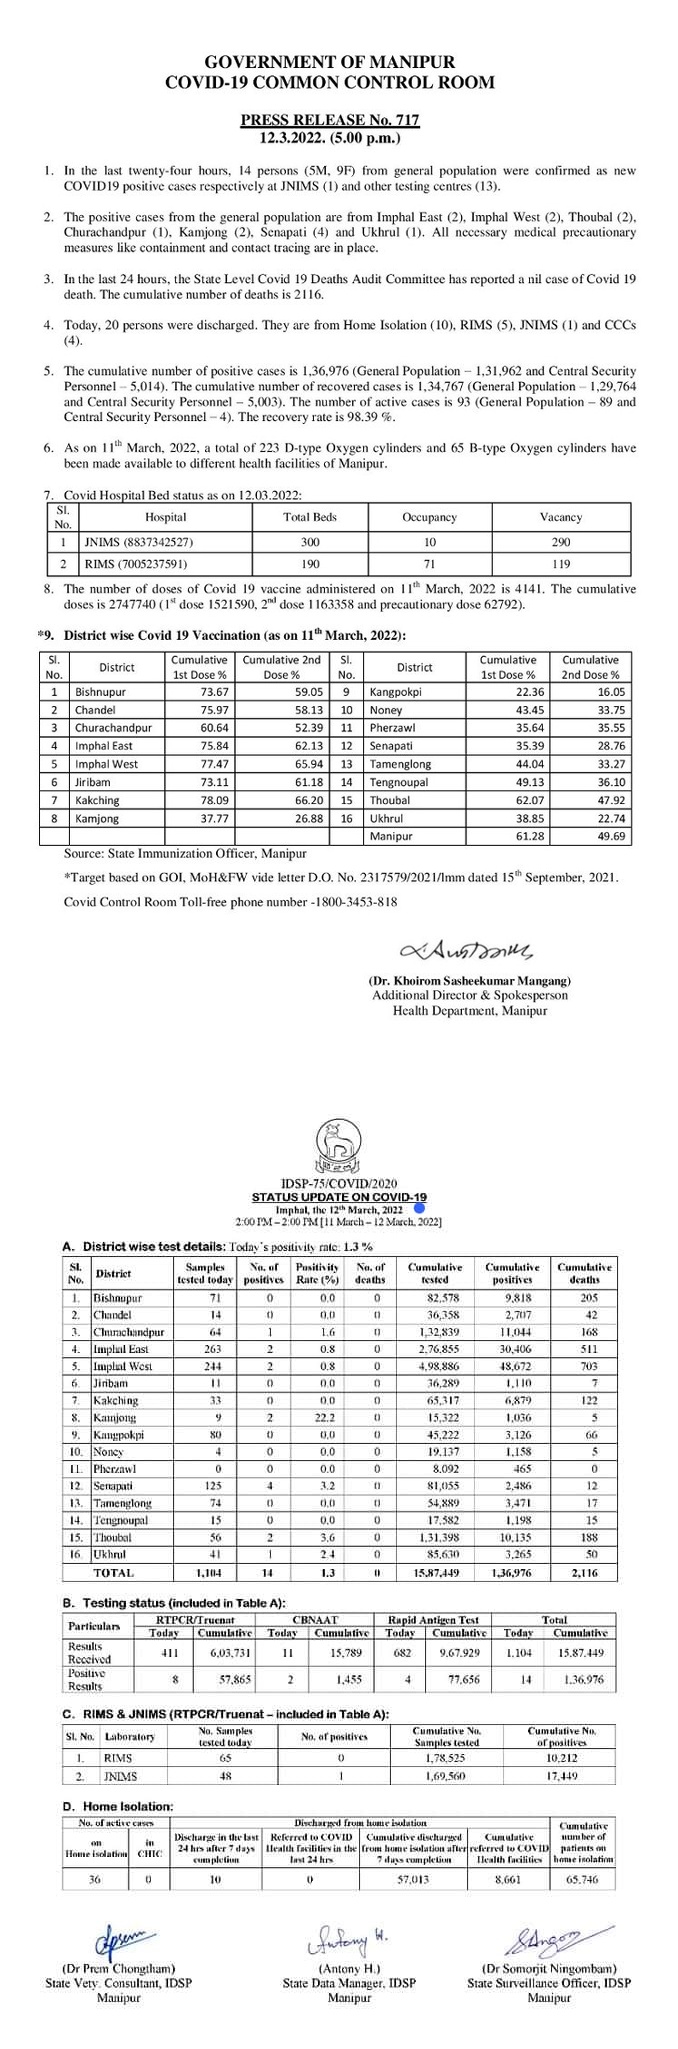 GOVERNMENT OF MANIPUR
COVID-19 COMMON CONTROL ROOM
PRESS RELEASE No. 717
12.3.2022. (5.00 p.m.)
1. In the last twenty-four hours, 14 persons (5M, 9F) from general population were confirmed as new
COVID19 positive cases respectively at JNIMS (1) and other testing centres (13).
2. The positive cases from the general population are from Imphal East (2), Imphal West (2), Thoubal (2),
Churachandpur (1), Kamjong (2), Senapati (4) and Ukhrul (1). All necessary medical precautionary
measures like containment and contact tracing are in place.
3. In the last 24 hours, the State Level Covid 19 Deaths Audit Committee has reported a nil case of Covid 19
death. The cumulative number of deaths is 2116.
4. Today, 20 persons were discharged. They are from Home Isolation (10), RIMS (5), JNIMS (1) and CCCs
(4).
5. The cumulative number of positive cases is 1,36,976 (General Population – 1,31,962 and Central Security
Personnel – 5,014). The cumulative number of recovered cases is 1,34,767 (General Population – 1,29,764
and Central Security Personnel – 5,003). The number of active cases is 93 (General Population – 89 and
Central Security Personnel – 4). The recovery rate is 98.39 %.
6. As on 11th March, 2022, a total of 223 D-type Oxygen cylinders and 65 B-type Oxygen cylinders have
been made available to different health facilities of Manipur.
7. Covid Hospital Bed status as on 12.03.2022:
Sl. No. Hospital Total Beds Occupancy Vacancy
1 JNIMS (8837342527) 300 10 290
2 RIMS (7005237591) 190 71 119
8. The number of doses of Covid 19 vaccine administered on 11th March, 2022 is 4141. The cumulative
doses is 2747740 (1st dose 1521590, 2nd dose 1163358 and precautionary dose 62792).
*9. District wise Covid 19 Vaccination (as on 11th March, 2022):
Sl. No. District Cumulative 1st Dose % Cumulative 2nd Dose % Sl. No. District Cumulative 1st Dose % Cumulative 2nd Dose %
1 Bishnupur 73.67 59.05 9 Kangpokpi 22.36 16.05
2 Chandel 75.97 58.13 10 Noney 43.45 33.75
3 Churachandpur 60.64 52.39 11 Pherzawl 35.64 35.55
4 Imphal East 75.84 62.13 12 Senapati 35.39 28.76
5 Imphal West 77.47 65.94 13 Tamenglong 44.04 33.27
6 Jiribam 73.11 61.18 14 Tengnoupal 49.13 36.10
7 Kakching 78.09 66.20 15 Thoubal 62.07 47.92
8 Kamjong 37.77 26.88 16 Ukhrul 38.85 22.74
Manipur 61.28 49.69
Source: State Immunization Officer, Manipur
*Target based on GOI, MoH&FW vide letter D.O. No. 2317579/2021/Imm dated 15th September, 2021.
Covid Control Room Toll-free phone number -1800-3453-818
(Dr. Khoirom Sasheekumar Mangang)
Additional Director & Spokesperson
Health Department, Manipur
IDSP-75/COVID/2020
STATUS UPDATE ON COVID-19
Imphal, the 12th March, 2022
2:00 PM – 2:00 PM [11 March – 12 March, 2022]
A. District wise test details: Today's positivity rate: 1.3 %
Sl. No. District Samples tested today No. of positives Positivity Rate (%) No. of deaths Cumulative tested Cumulative positives Cumulative deaths
1. Bishnupur 71 0 0.0 0 82,578 9,818 205
2. Chandel 14 0 0.0 0 36,358 2,707 42
3. Churachandpur 64 1 1.6 0 1,32,839 11,044 168
4. Imphal East 263 2 0.8 0 2,76,855 30,406 511
5. Imphal West 244 2 0.8 0 4,98,886 48,672 703
6. Jiribam 11 0 0.0 0 36,289 1,110 7
7. Kakching 33 0 0.0 0 65,317 6,879 122
8. Kamjong 9 2 22.2 0 15,322 1,036 5
9. Kangpokpi 80 0 0.0 0 45,222 3,126 66
10. Noney 4 0 0.0 0 19,137 1,158 5
11. Pherzawl 0 0 0.0 0 8,092 465 0
12. Senapati 125 4 3.2 0 81,055 2,486 12
13. Tamenglong 74 0 0.0 0 54,889 3,471 17
14. Tengnoupal 15 0 0.0 0 17,582 1,198 15
15. Thoubal 56 2 3.6 0 1,31,398 10,135 188
16. Ukhrul 41 1 2.4 0 85,630 3,265 50
TOTAL 1,104 14 1.3 0 15,87,449 1,36,976 2,116
B. Testing status (included in Table A):
Particulars RTPCR/Truenat CBNAAT Rapid Antigen Test Total
Today Cumulative Today Cumulative Today Cumulative Today Cumulative
Results Received 411 6,03,731 11 15,789 682 9,67,929 1,104 15,87,449
Positive Results 8 57,865 2 1,455 4 77,656 14 1,36,976
C. RIMS & JNIMS (RTPCR/Truenat – included in Table A):
Sl. No. Laboratory No. Samples tested today No. of positives Cumulative No. Samples tested Cumulative No. of positives
1. RIMS 65 0 1,78,525 10,212
2. JNIMS 48 1 1,69,560 17,449
D. Home Isolation:
No. of active cases Discharged from home isolation Cumulative number of patients on home isolation
on Home isolation in CHIC Discharge in the last 24 hrs after 7 days completion Referred to COVID Health facilities in the last 24 hrs Cumulative discharged from home isolation after 7 days completion Cumulative referred to COVID Health facilities
36 0 10 0 57,013 8,661 65,746
Antony H.
(Dr Prem Chongtham) (Antony H.) (Dr Somorjit Ningombam)
State Vety. Consultant, IDSP State Data Manager, IDSP State Surveillance Officer, IDSP
Manipur Manipur Manipur